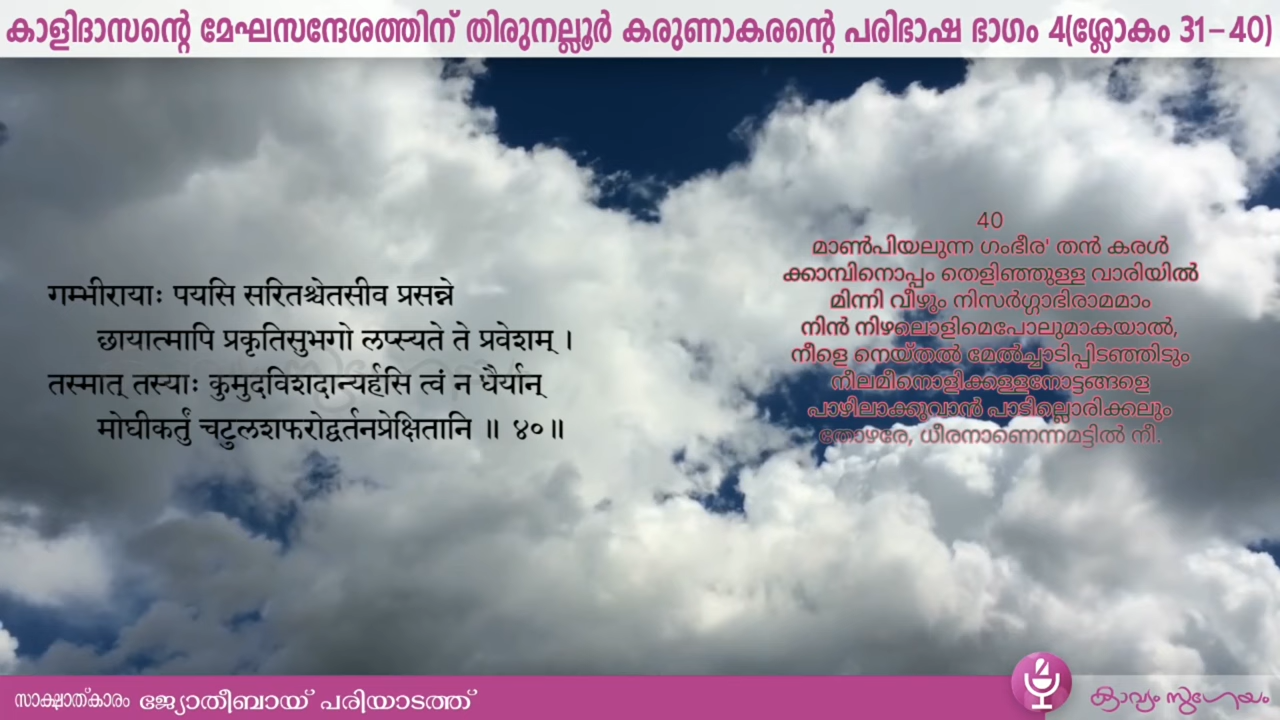 കാളിദാസന്റെ മേഘസന്ദേശത്തിന് തിരുനല്ലൂർ കരുണാകരന്റെ പരിഭാഷ ഭാഗം 4(ശ്ലോകം 31-40)
गम्भीरायाः पयसि सरितश्चेतसीव प्रसन्ने
छायात्मापि प्रकृतिसुभगो लप्स्यते ते प्रवेशम् ।
तस्मात् तस्याः कुमुदविशदान्यर्हसि त्वं न धैर्यान्
मोघीकर्तुं चटुलशफरोद्वर्तनप्रेक्षितानि ॥ ४० ॥
40
മാൺപിയലുന്ന ഗംഭീര' തൻ കരൾ
ക്കാമ്പിനൊപ്പം തെളിഞ്ഞുള്ള വാരിയിൽ
മിന്നി വീഴും നിസർഗ്ഗാഭിരാമമാം
നിൻ നിഴലൊളിമെപോലുമാകയാൽ,
നീളെ നെയ്തൽ മേൽച്ചാടിപ്പിടഞ്ഞിടും
നീലമീനൊളിക്കള്ളനോട്ടങ്ങളെ
പാഴിലാക്കുവാൻ പാടില്ലൊരിക്കലും
തോഴരേ, ധീരനാണെന്നമട്ടിൽ നീ.
സാക്ഷാത്കാരം ജ്യോതീബായ് പരിയാടത്ത്
കാവ്യം സുഗേയം